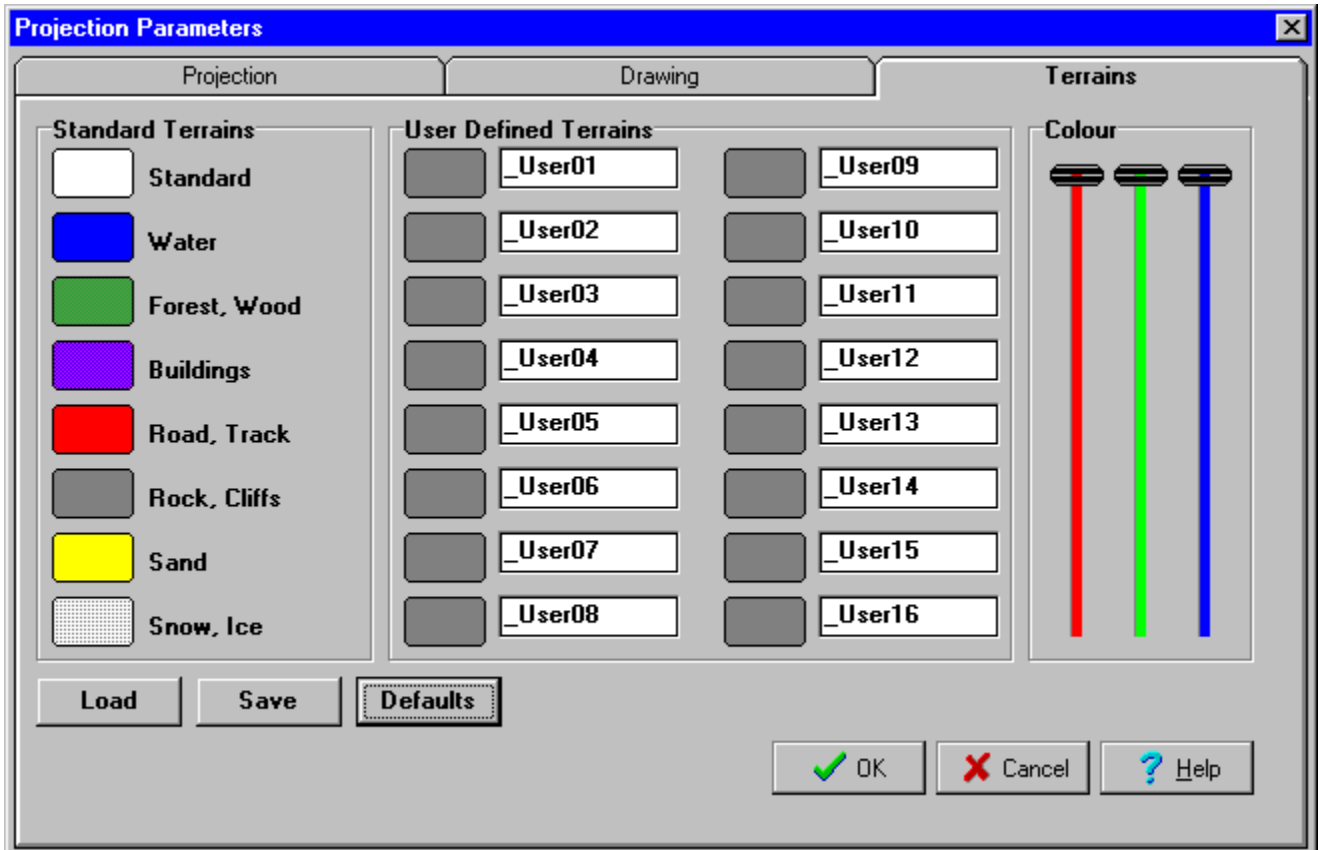 Projection Parameters
Projection
Drawing
Terrains
Standard Terrains
Standard
Water
Forest, Wood
Buildings
Road, Track
Rock, Cliffs
Sand
Snow, Ice
User Defined Terrains
_User01
_User02
_User03
_User04
_User05
_User06
_User07
_User08
_User09
_User10
_User11
_User12
_User13
_User14
_User15
_User16
Colour
Load
Save
Defaults
OK
Cancel
Help